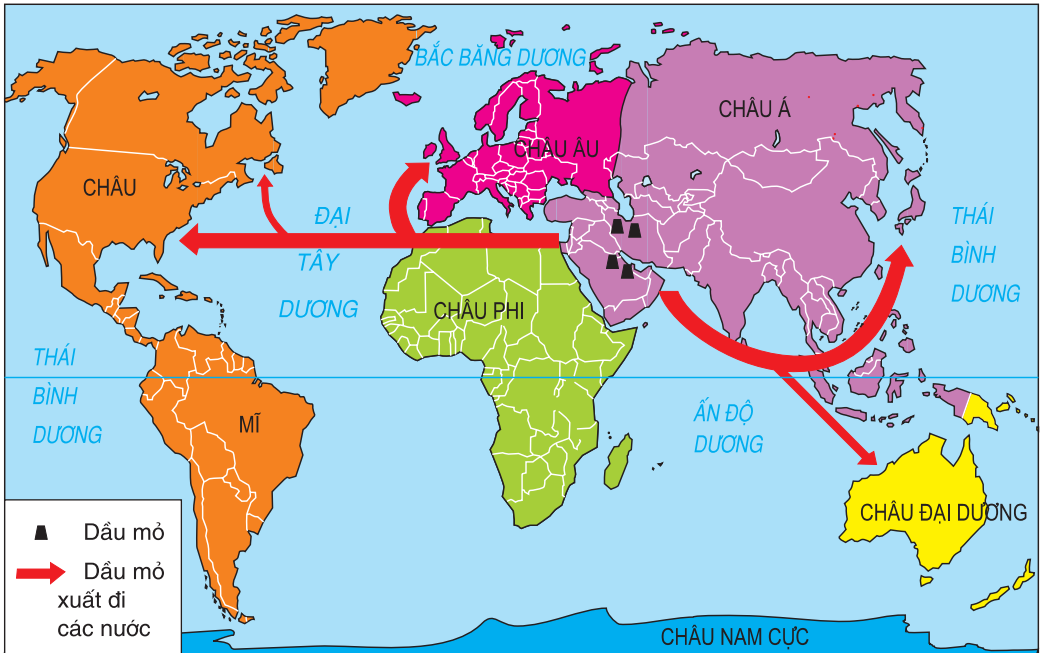 BẮC BĂNG DƯƠNG
CHÂU Á
CHÂU ÂU
CHÂU
ĐẠI
TÂY
DƯƠNG
THÁI
BÌNH
DƯƠNG
CHÂU PHI
THÁI
BÌNH
DƯƠNG
MĨ
ẤN ĐỘ
DƯƠNG
CHÂU ĐẠI DƯƠNG
Dầu mỏ
Dầu mỏ
xuất đi
các nước
CHÂU NAM CỰC